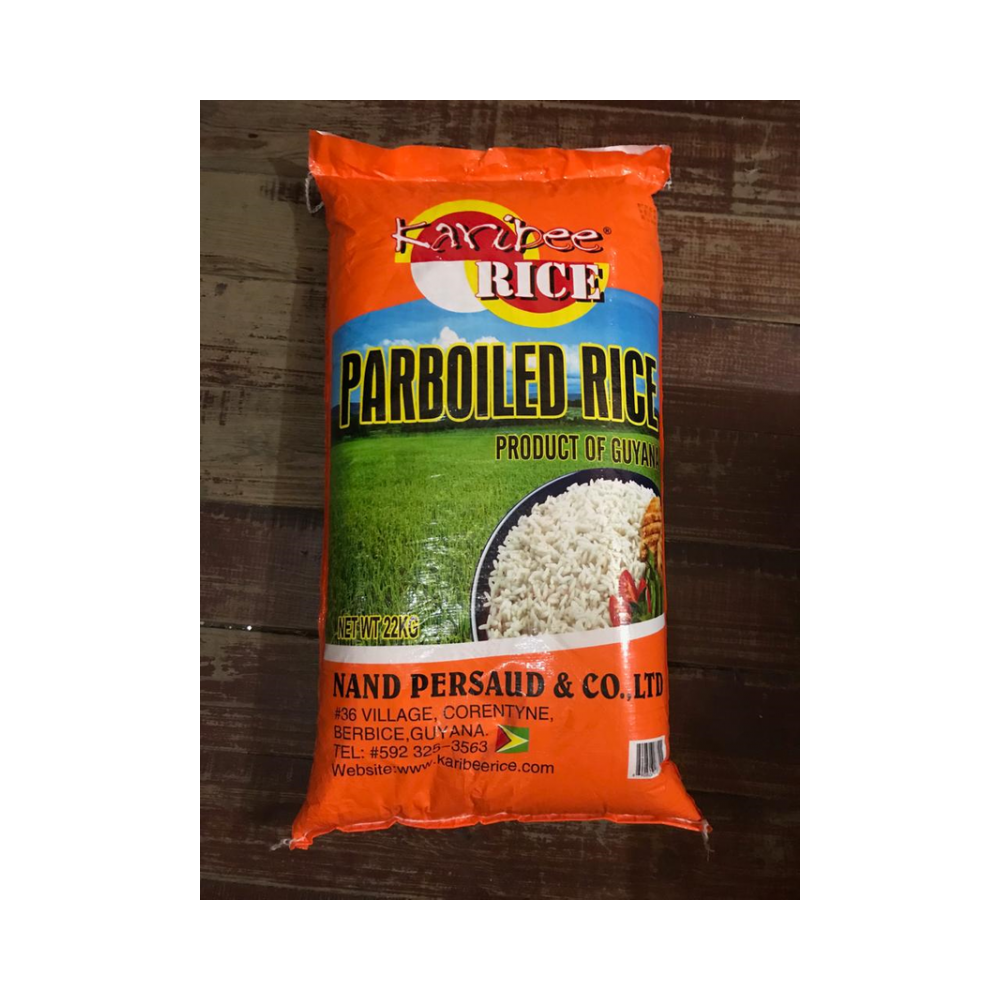 Karibee®
RICE
PARBOILED RICE
PRODUCT OF GUYANA
NET WT 22KG
NAND PERSAUD & CO.,LTD
#36 VILLAGE, CORENTYNE,
BERBICE,GUYANA.
TEL: #592 325-3563
Website:www.karibeerice.com